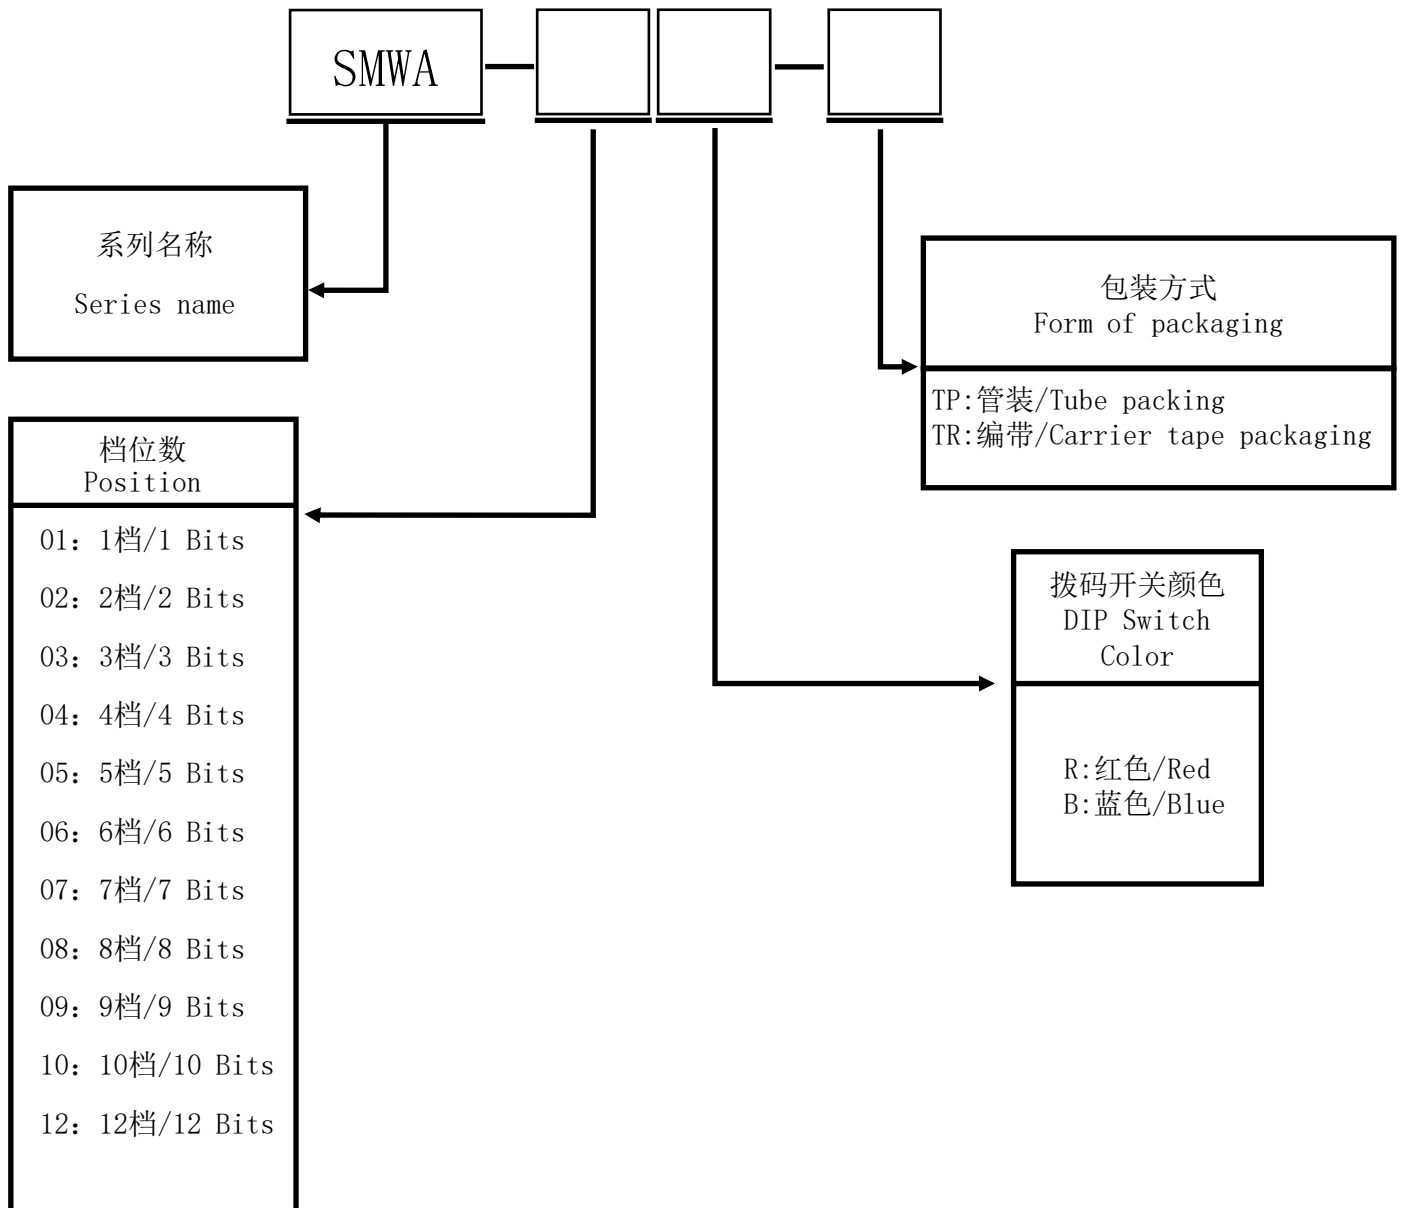 SMWA
系列名称
Series name
包装方式
Form of packaging
TP:管装/Tube packing
TR:编带/Carrier tape packaging
档位数
Position
01：1档/1 Bits
02：2档/2 Bits
03：3档/3 Bits
04：4档/4 Bits
05：5档/5 Bits
06：6档/6 Bits
07：7档/7 Bits
08：8档/8 Bits
09：9档/9 Bits
10：10档/10 Bits
12：12档/12 Bits
拨码开关颜色
DIP Switch
Color
R:红色/Red
B:蓝色/Blue